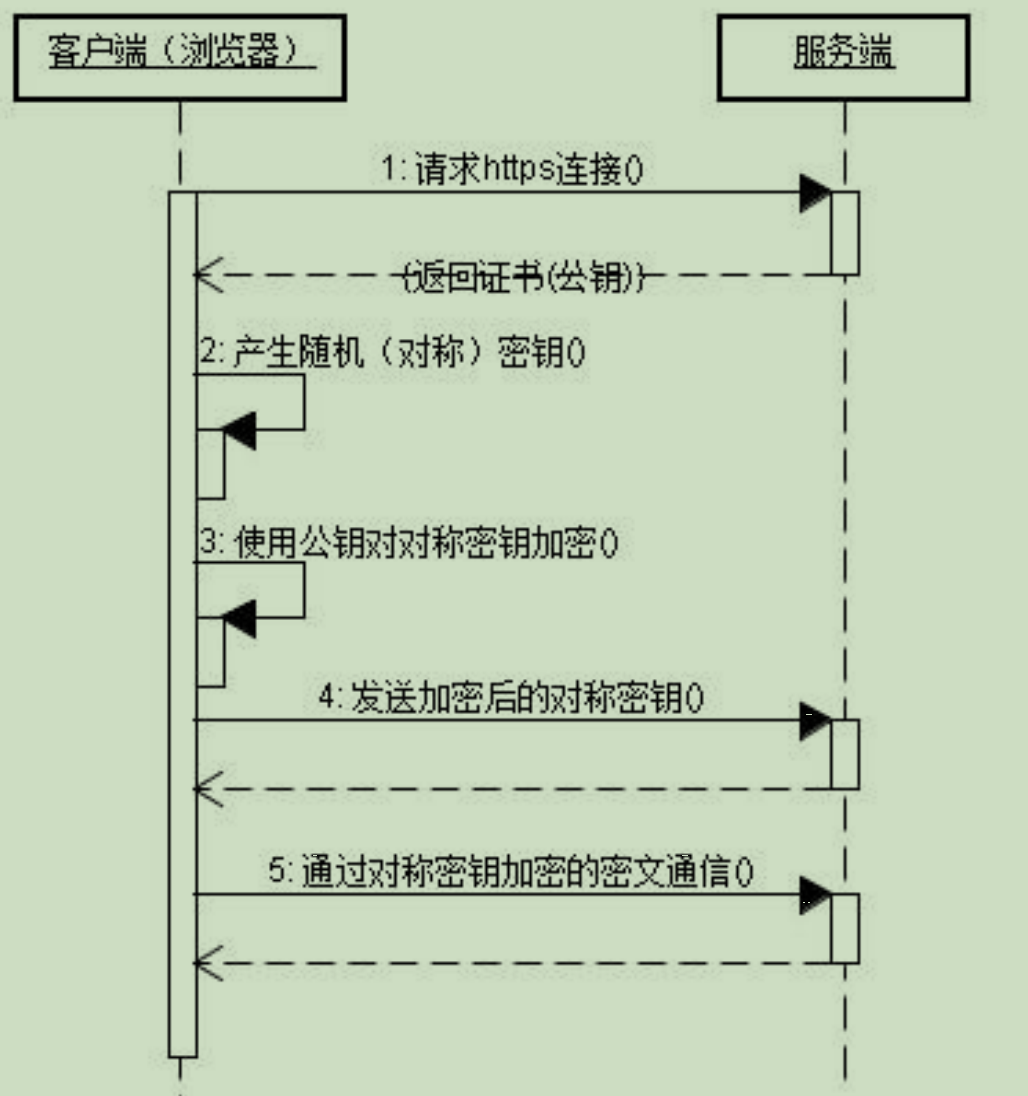 客户端（浏览器）
服务端
1: 请求https连接()
(返回证书(公钥))
2: 产生随机（对称）密钥()
3: 使用公钥对对称密钥加密()
4: 发送加密后的对称密钥()
5: 通过对称密钥加密的密文通信()